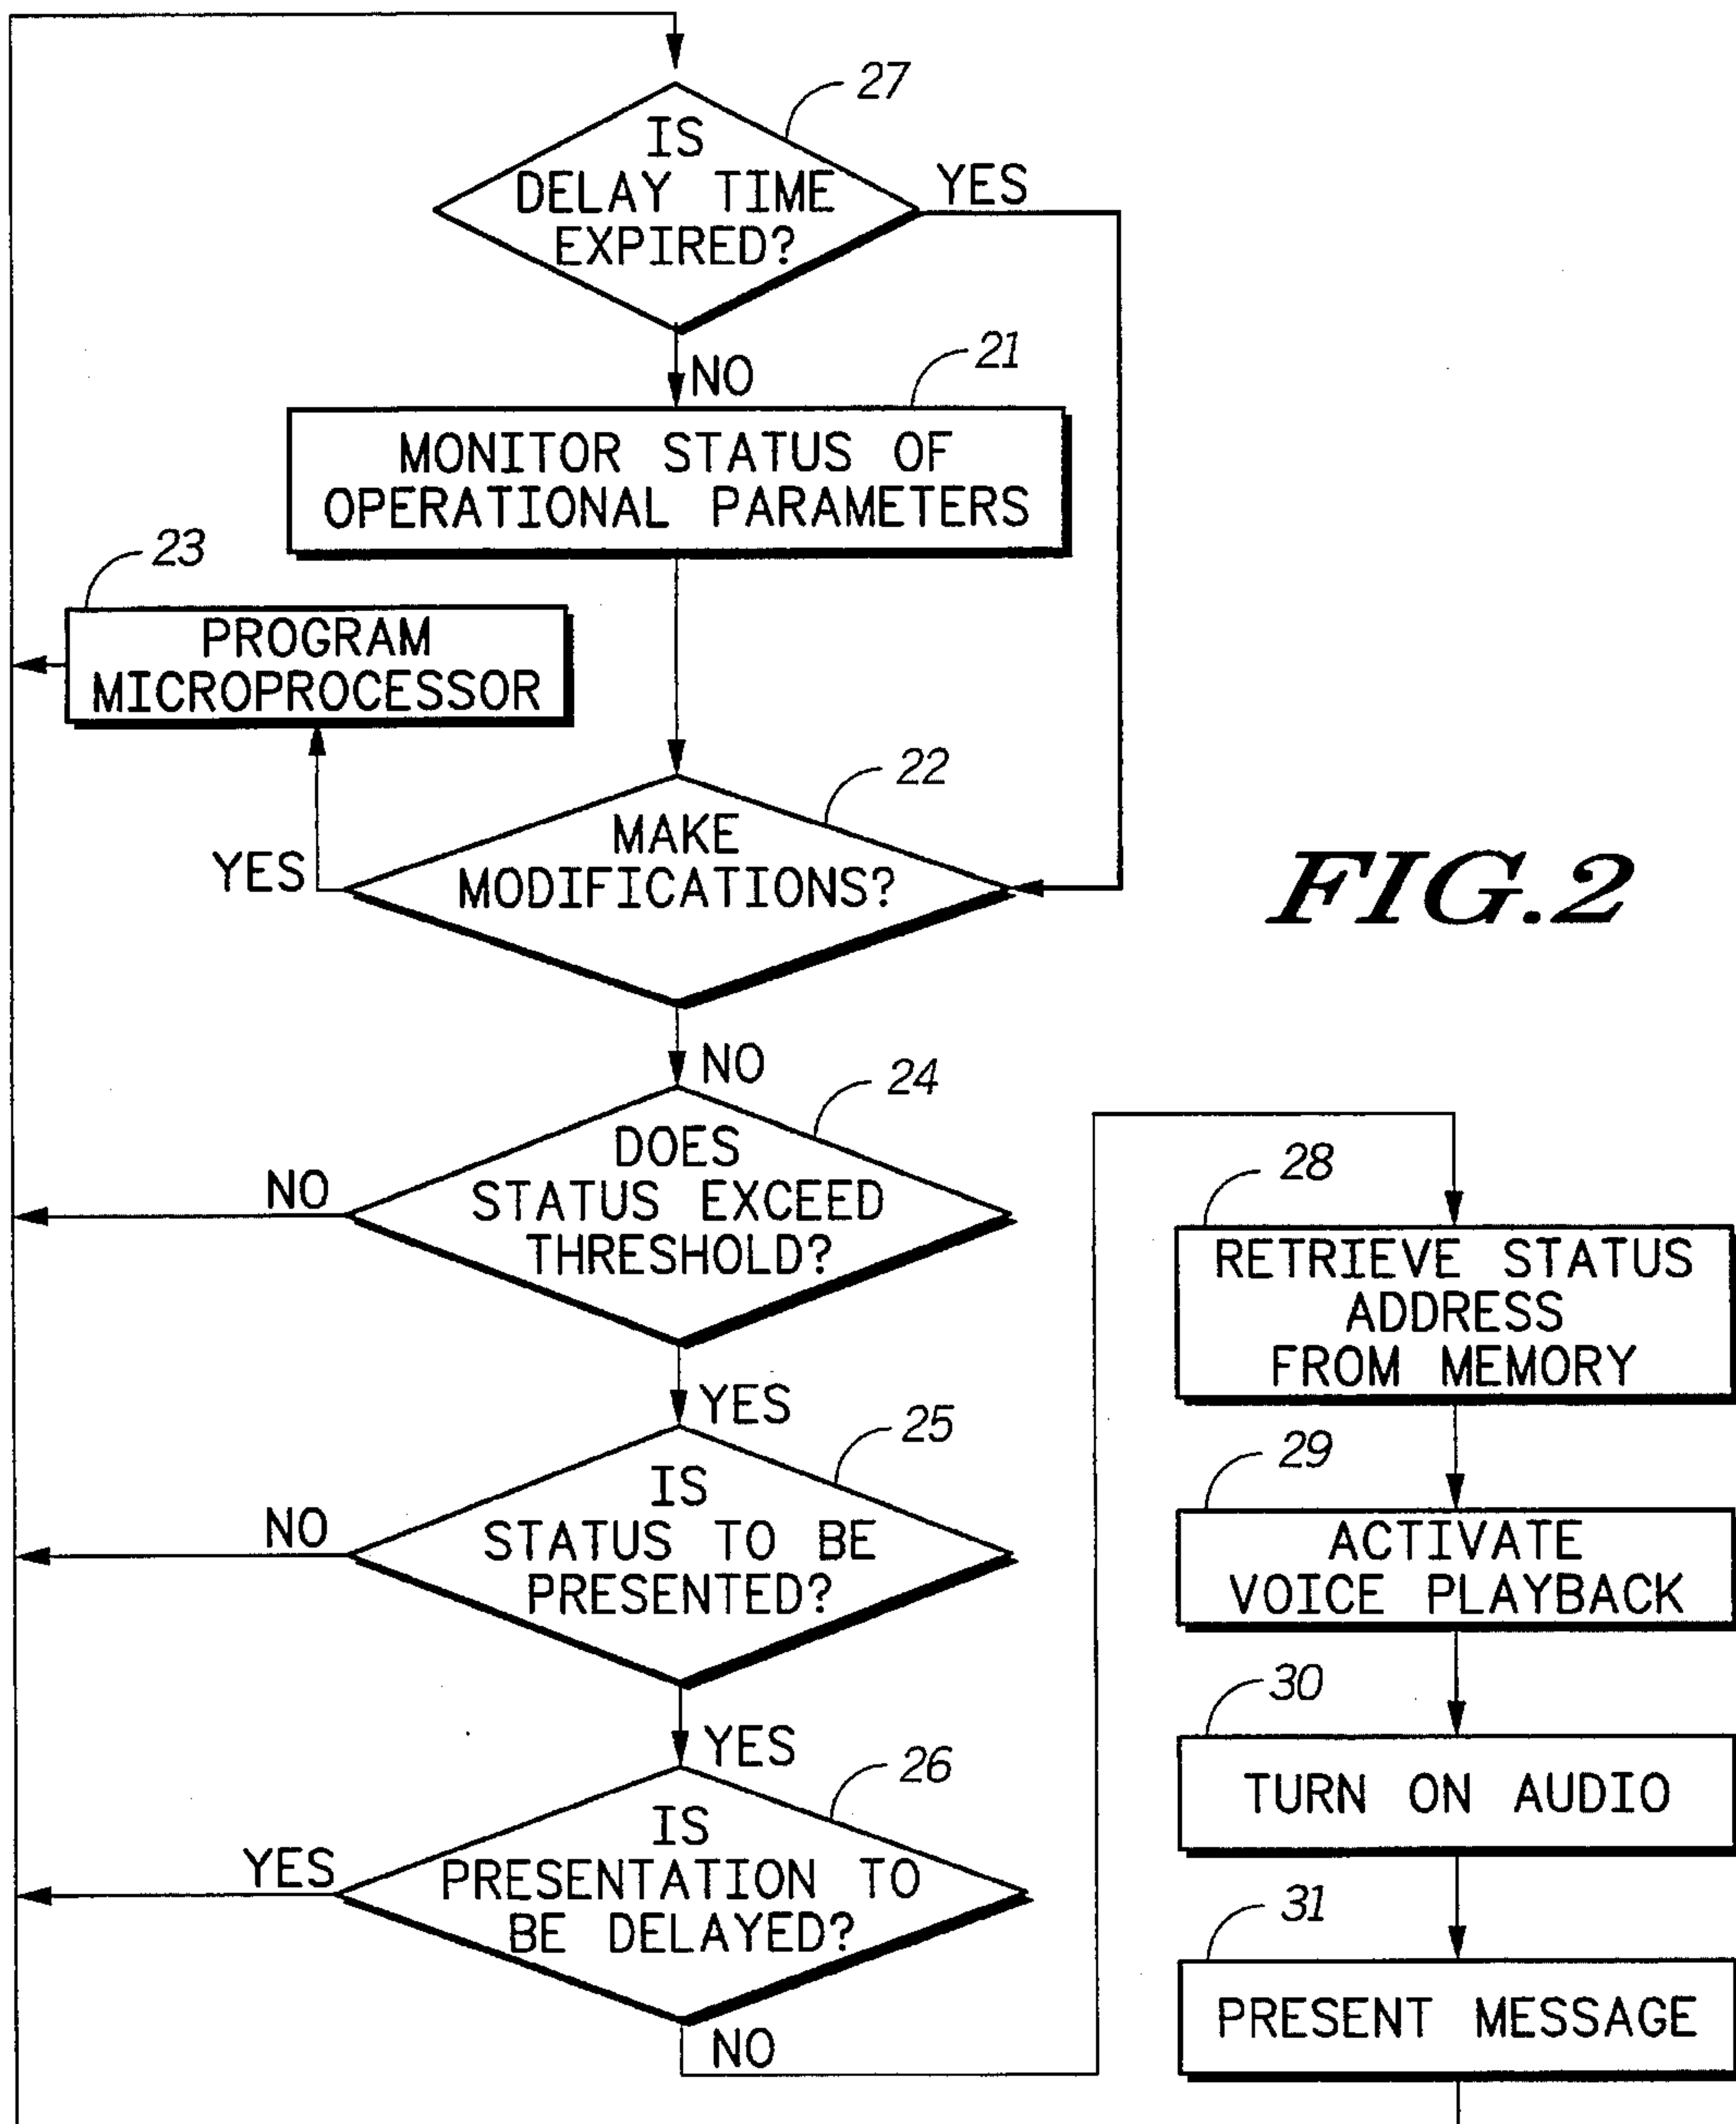 27
IS
DELAY TIME
EXPIRED?
YES
NO
21
MONITOR STATUS OF
OPERATIONAL PARAMETERS
23
PROGRAM
MICROPROCESSOR
22
MAKE
MODIFICATIONS?
YES
FIG.2
NO
24
DOES
STATUS EXCEED
THRESHOLD?
NO
YES
25
IS
STATUS TO BE
PRESENTED?
NO
YES
26
IS
PRESENTATION TO
BE DELAYED?
YES
NO
28
RETRIEVE STATUS
ADDRESS
FROM MEMORY
29
ACTIVATE
VOICE PLAYBACK
30
TURN ON AUDIO
31
PRESENT MESSAGE